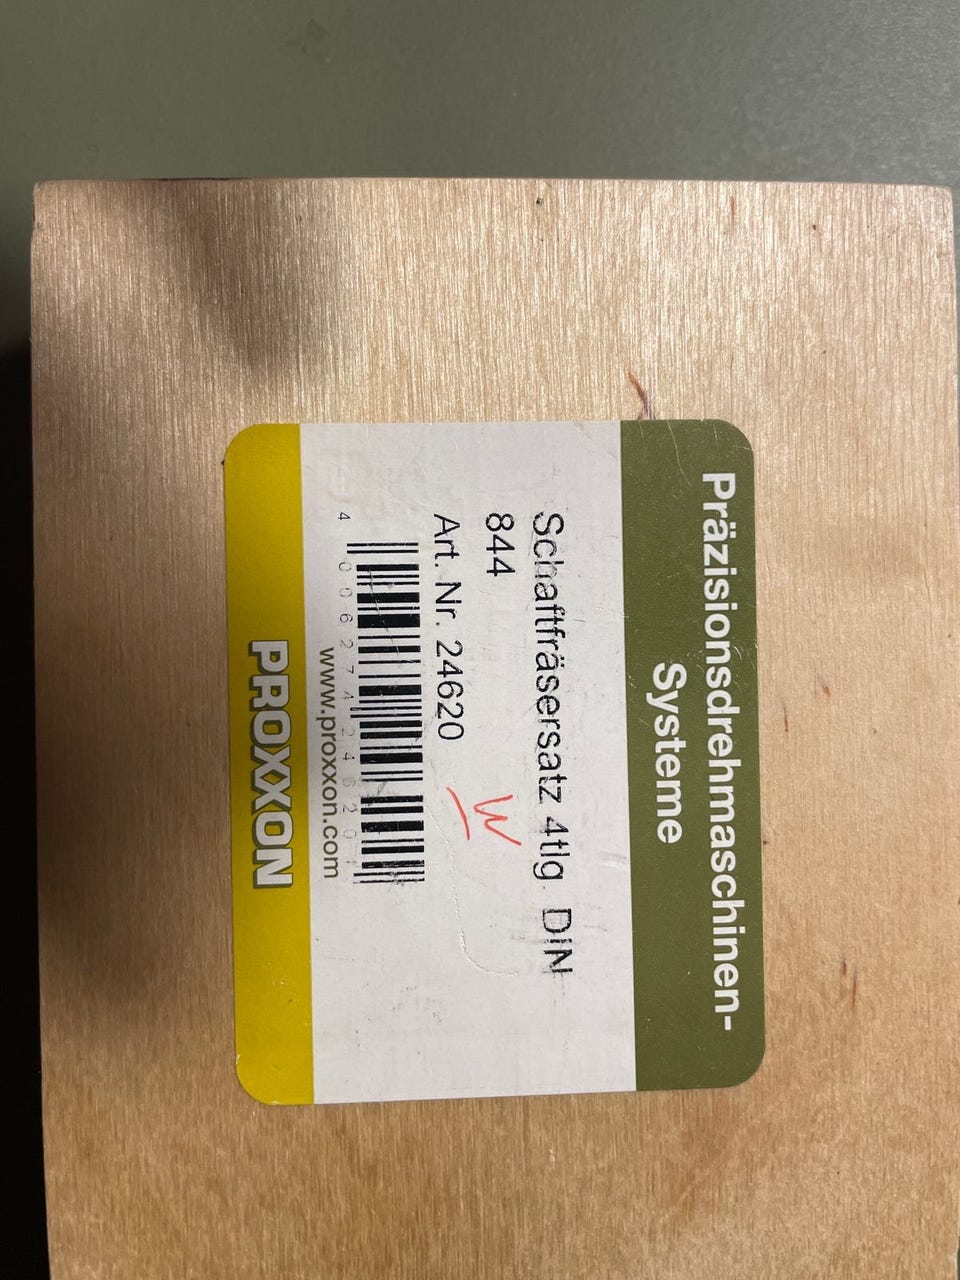 Präzisionsdrehmaschinen-
Systeme
Schaftfräsersatz 4tlg. DIN
844
Art. Nr. 24620
W
4 006274 246201
www.proxxon.com
PROXXON